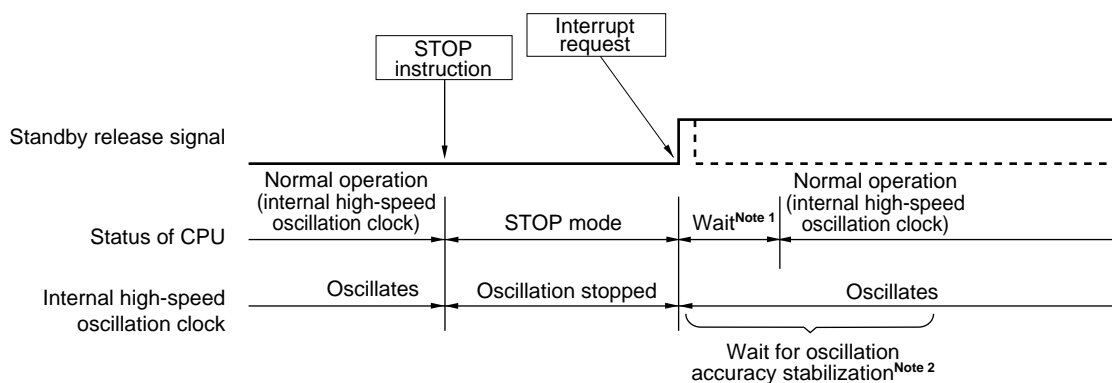 Interrupt
request
STOP
instruction
Standby release signal
Normal operation
(internal high-speed
oscillation clock)
Normal operation
(internal high-speed
oscillation clock)
Status of CPU
STOP mode
Wait Note 1
Internal high-speed
oscillation clock
Oscillates
Oscillation stopped
Oscillates
Wait for oscillation
accuracy stabilization Note 2